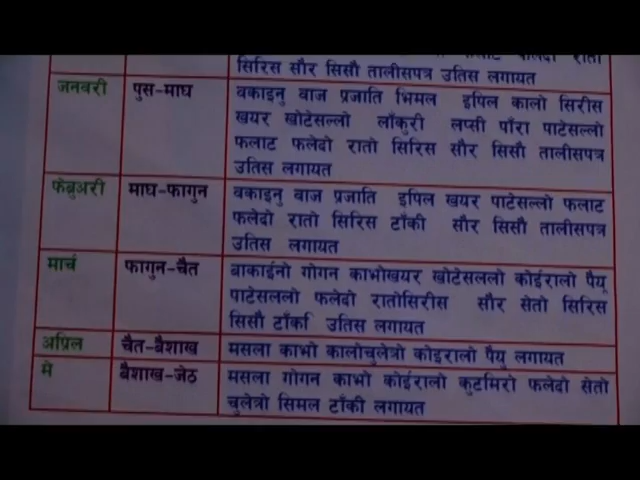 रातो
सिरिस सौर सिसौ तालीसपत्र उतिस लगायत
जनवरी पुस-माघ वकाइनु वाज प्रजाति भिमल इपिल कालो सिरीस
खयर खोटेसल्लो लाँकुरी लप्सी पाँरा पाटेसल्लो
फलाट फलेदो रातो सिरिस सौर सिसौ तालीसपत्र
उतिस लगायत
फेबुअरी माघ-फागुन वकाइनु वाज प्रजाति इपिल खयर पाटेसल्लो फलाट
फलेदो रातो सिरिस टाँकी सौर सिसौ तालीसपत्र
उतिस लगायत
मार्च फागुन-चैत बाकाईनो गोगन काभोखयर खोटेसललो कोईरालो पैयू
पाटेसललो फलेदो रातोसिरीस सौर सेतो सिरिस
सिसौ टाँर्का उतिस लगायत
अप्रिल चैत-बैशाख मसला काभो कालोचुलेत्रो कोइरालो पैयु लगायत
मे बैशाख-जेठ मसला गोगन काभो कोईरालो कुटमिरो फलेदो सेतो
चुलेत्रो सिमल टाँकी लगायत